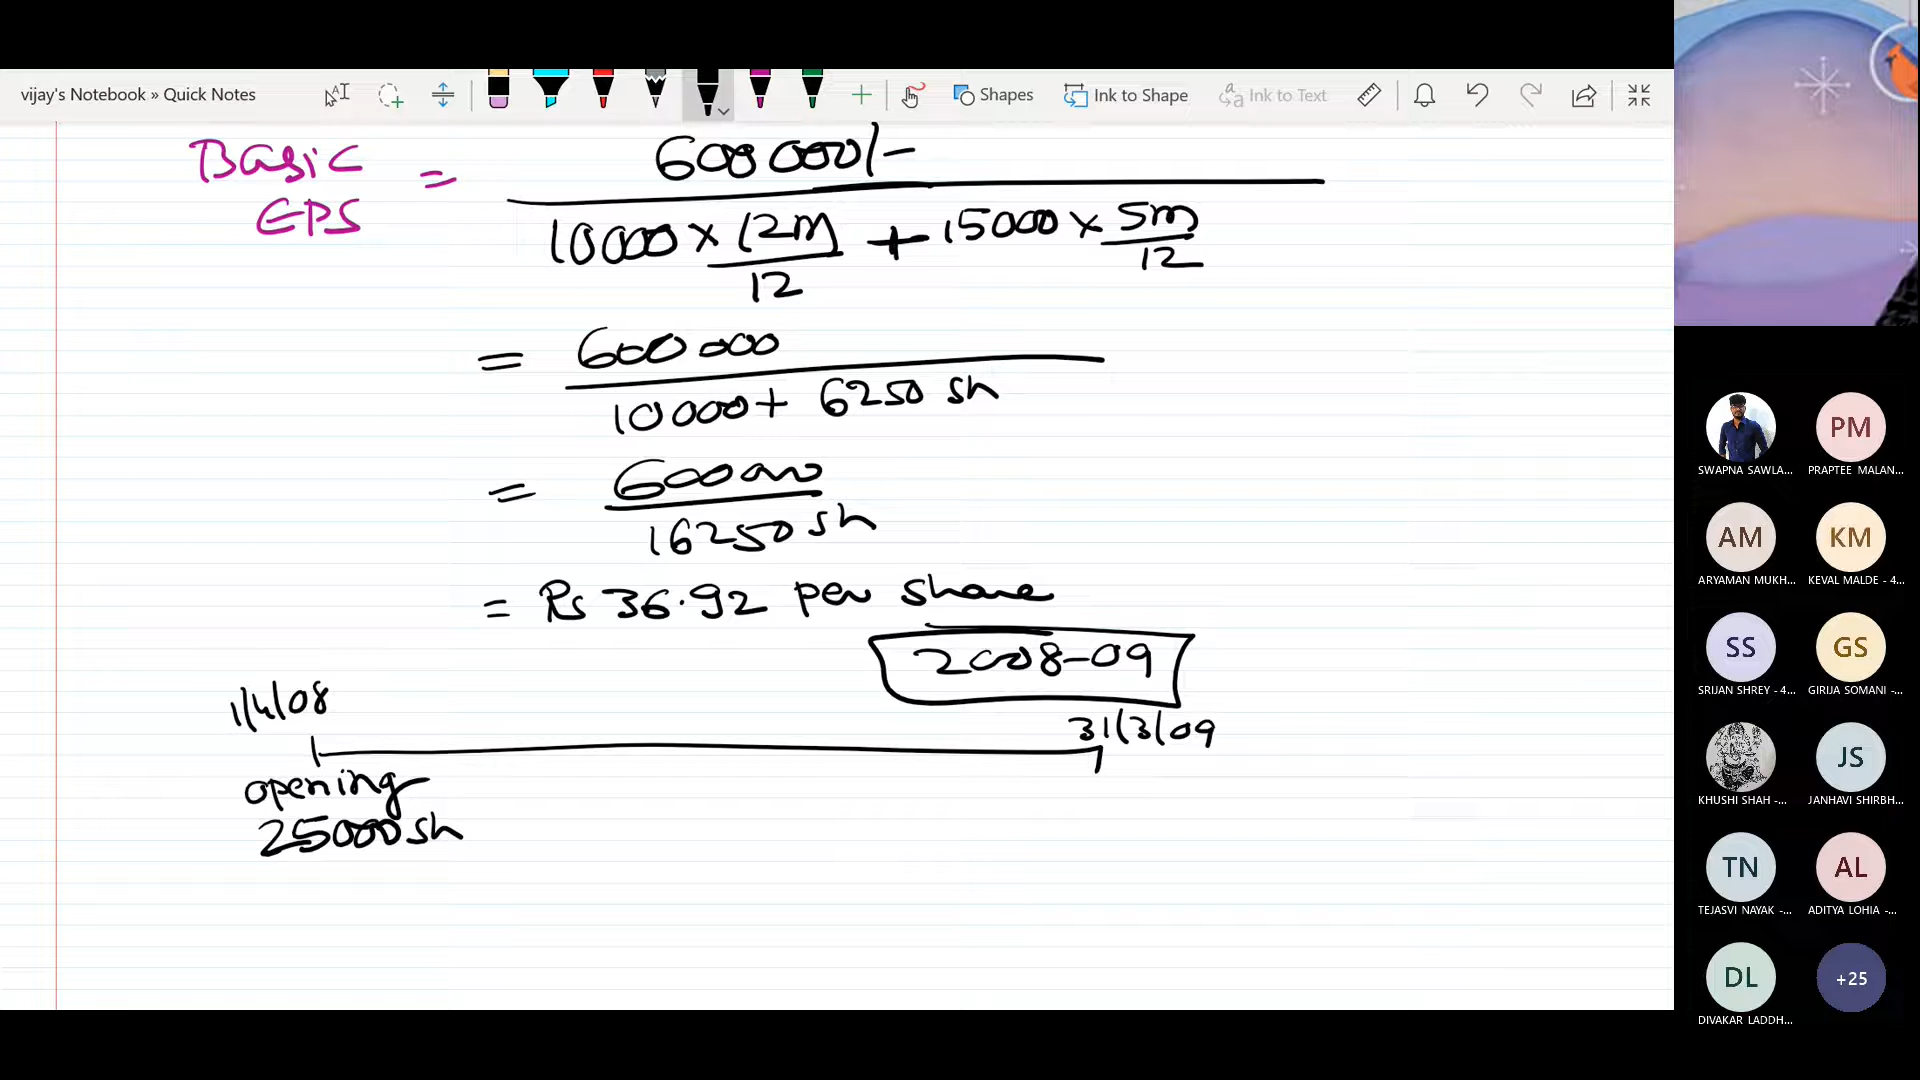 vijay's Notebook » Quick Notes
Shapes
Ink to Shape
Ink to Text
Basic EPS = 600000/-
10000 × 12m/12 + 15000 × 5m/12
= 600000
10000 + 6250 sh
= 600000
16250 sh
= Rs 36.92 per share
2008-09
1/4/08
31/3/09
opening
25000 sh
SWAPNA SAWLA...
PM
PRAPTEE MALAN...
AM
ARYAMAN MUKH...
KM
KEVAL MALDE - 4...
SS
SRIJAN SHREY - 4...
GS
GIRIJA SOMANI -...
KHUSHI SHAH -...
JS
JANHAVI SHIRBH...
TN
TEJASVI NAYAK -...
AL
ADITYA LOHIA -...
DL
DIVAKAR LADDH...
+25